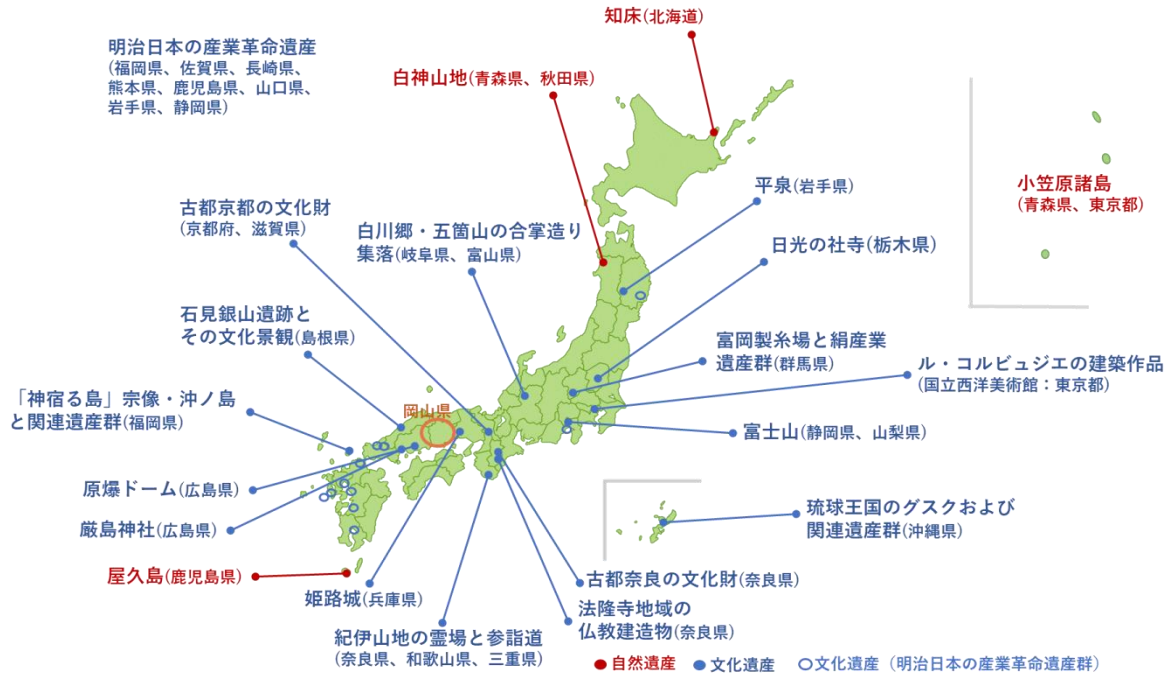 知床(北海道)
明治日本の産業革命遺産
(福岡県、佐賀県、長崎県、
熊本県、鹿児島県、山口県、
岩手県、静岡県)
白神山地(青森県、秋田県)
小笠原諸島
(青森県、東京都)
平泉(岩手県)
古都京都の文化財
(京都府、滋賀県)
白川郷・五箇山の合掌造り
集落(岐阜県、富山県)
日光の社寺(栃木県)
石見銀山遺跡と
その文化景観(島根県)
富岡製糸場と絹産業
遺産群(群馬県)
ル・コルビュジエの建築作品
(国立西洋美術館：東京都)
「神宿る島」宗像・沖ノ島
と関連遺産群(福岡県)
岡山県
富士山(静岡県、山梨県)
原爆ドーム(広島県)
厳島神社(広島県)
琉球王国のグスクおよび
関連遺産群(沖縄県)
屋久島(鹿児島県)
姫路城(兵庫県)
古都奈良の文化財(奈良県)
法隆寺地域の
仏教建造物(奈良県)
紀伊山地の霊場と参詣道
(奈良県、和歌山県、三重県)
自然遺産 文化遺産 文化遺産（明治日本の産業革命遺産群）